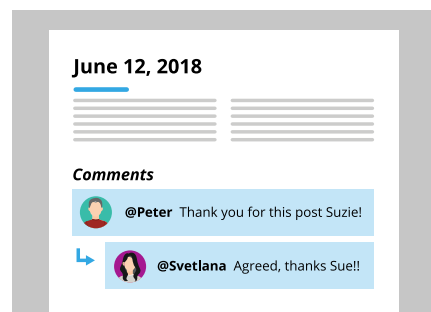 June 12, 2018
Comments
@Peter Thank you for this post Suzie!
@Svetlana Agreed, thanks Sue!!